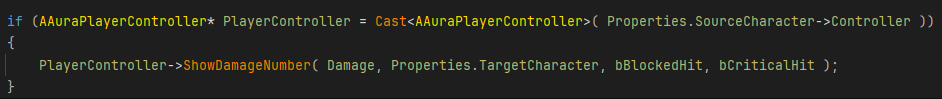 if (AAuraPlayerController* PlayerController = Cast<AAuraPlayerController>( Properties.SourceCharacter->Controller ))
{
PlayerController->ShowDamageNumber( Damage, Properties.TargetCharacter, bBlockedHit, bCriticalHit );
}